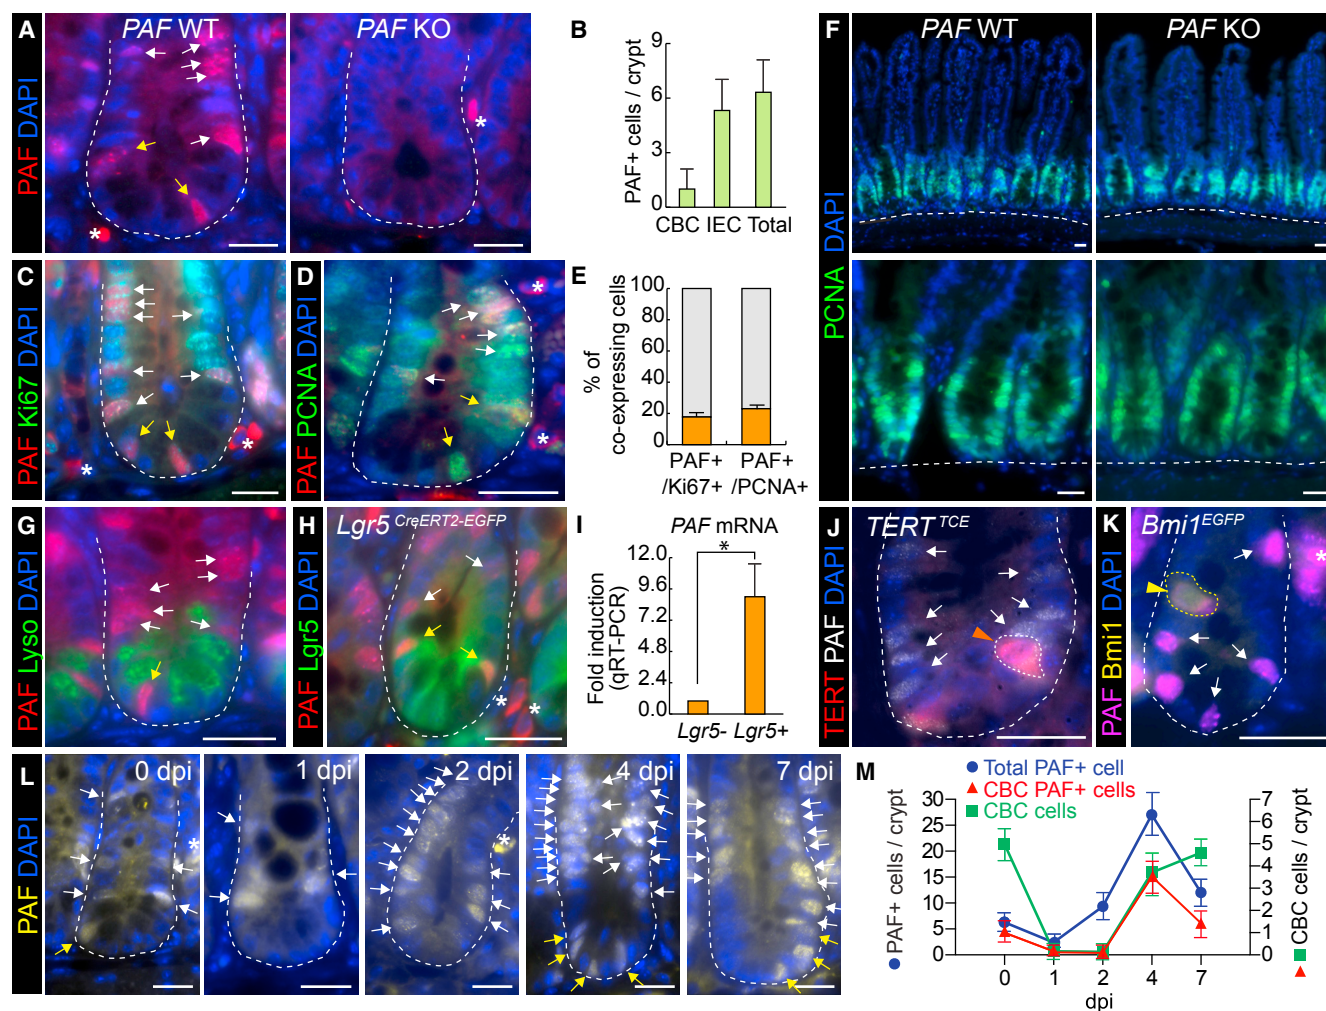 A
PAF WT
PAF KO
PAF DAPI
*
*
B
PAF+ cells / crypt
9
6
3
0
CBC IEC Total
C
PAF Ki67 DAPI
*
*
D
PAF PCNA DAPI
*
*
E
% of
co-expressing cells
100
80
60
40
20
0
PAF+
/Ki67+
PAF+
/PCNA+
F
PAF WT
PAF KO
PCNA DAPI
G
PAF Lyso DAPI
H
Lgr5 CreERT2-EGFP
PAF Lgr5 DAPI
*
*
I
PAF mRNA
*
Fold induction
(qRT-PCR)
12.0
9.6
7.2
4.8
2.4
0.0
Lgr5- Lgr5+
J
TERT TCE
TERT PAF DAPI
K
Bmi1EGFP
PAF Bmi1 DAPI
*
L
PAF DAPI
0 dpi
*
1 dpi
2 dpi
*
4 dpi
7 dpi
M
Total PAF+ cell
CBC PAF+ cells
CBC cells
PAF+ cells / crypt
30
25
20
15
10
5
0
7
6
5
4
3
2
1
0
CBC cells / crypt
0 1 2 4 7
dpi